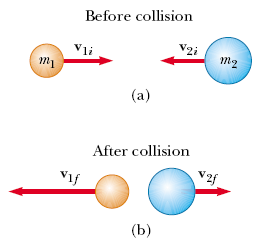 Before collision
v1i v2i
m1 m2
(a)
After collision
v1f v2f
(b)